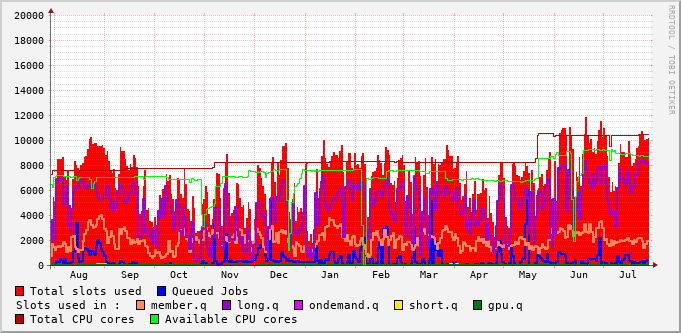 20000
18000
16000
14000
12000
10000
8000
6000
4000
2000
0
Aug Sep Oct Nov Dec Jan Feb Mar Apr May Jun Jul
RRDTOOL / TOBI OETIKER
Total slots used Queued Jobs
Slots used in : member.q long.q ondemand.q short.q gpu.q
Total CPU cores Available CPU cores